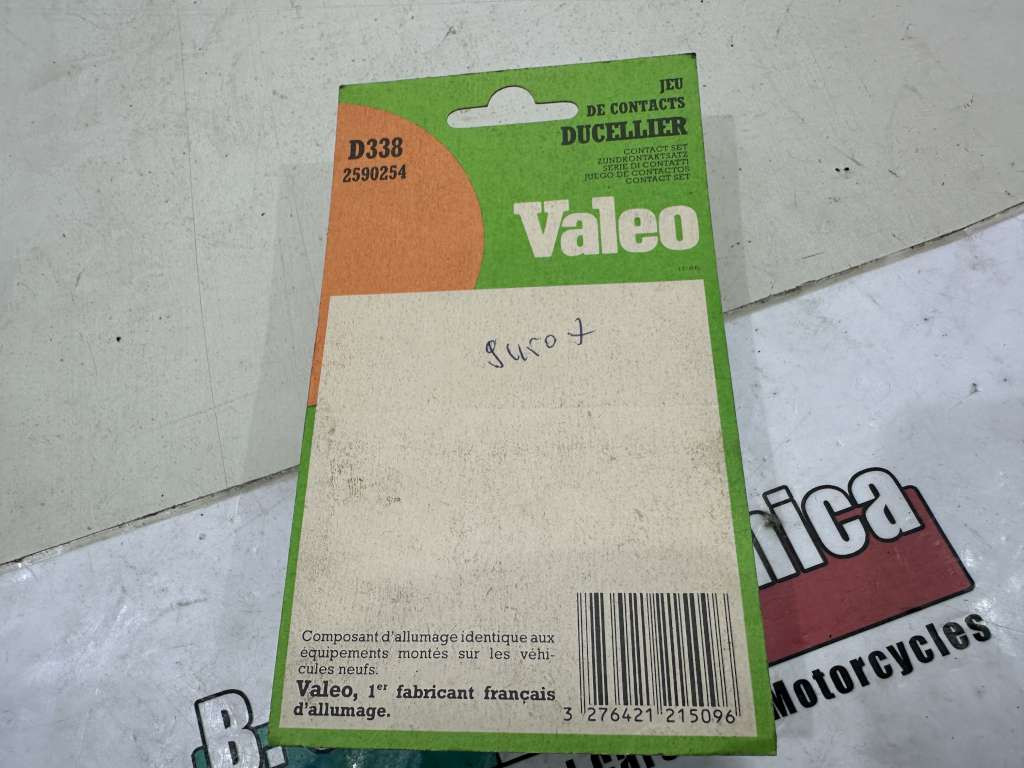 JEU
DE CONTACTS
DUCELLIER
CONTACT SET
ZUNDKONTAKTSATZ
SERIE DI CONTATTI
JUEGO DE CONTACTOS
CONTACT SET
D338
2590254
Valeo
Composant d'allumage identique aux
équipements montés sur les véhi-
cules neufs.
Valeo, 1er fabricant français
d'allumage.
3 276421 215096
B.
Motorcycles